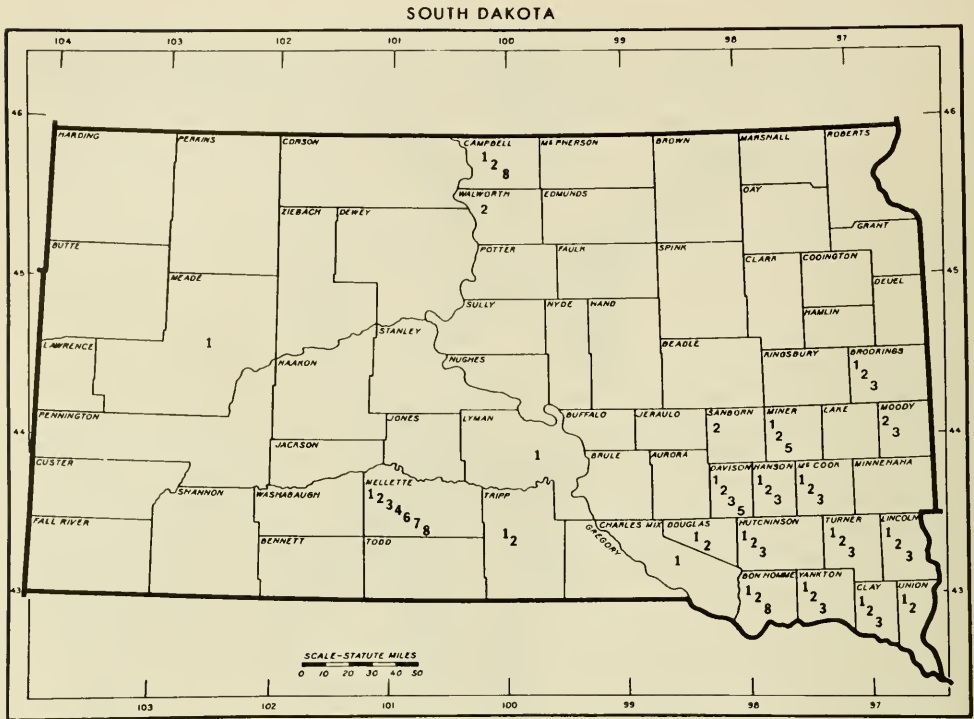 SOUTH DAKOTA
104 103 102 101 100 99 98 97
46 46
HARDING PERKINS CORSON CAMPBELL McPHERSON BROWN MARSHALL ROBERTS
1 2 8
WALWORTH EDMUNDS DAY
2
ZIEBACH DEWEY
GRANT
BUTTE POTTER FAULK SPINK CLARK CODINGTON
45 45
MEADE DEUEL
1
SULLY HYDE HAND HAMLIN
STANLEY
LAWRENCE HAAKON HUGHES BEADLE KINGSBURY BROOKINGS
1 2 3
PENNINGTON JONES LYMAN BUFFALO JERAULD SANBORN MINER LAKE MOODY
1
2
1 2 5
2 3
44 44
JACKSON BRULE AURORA
CUSTER DAVISON HANSON McCOOK MINNEHAHA
1 2 3 5
1 2 3
1 2 3
SHANNON WASHABAUGH MELLETTE TRIPP
1 2 3 4 6 7 8
1 2
FALL RIVER BENNETT TODD GREGORY CHARLES MIX DOUGLAS HUTCHINSON TURNER LINCOLN
1
1 2
1 2 3
1 2 3
1 2 3
43 43
BON HOMME YANKTON CLAY UNION
1 2 8
1 2 3
1 2 3
1 2
SCALE-STATUTE MILES
0 10 20 30 40 50
103 102 101 100 99 98 97